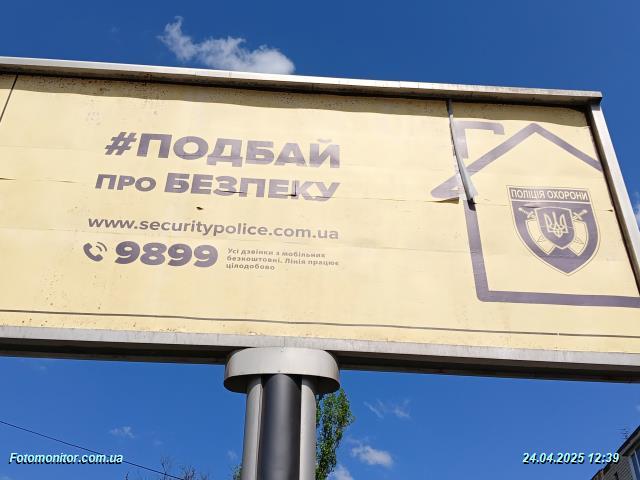 #ПОДБАЙ
ПРО БЕЗПЕКУ
www.securitypolice.com.ua
9899
Усі дзвінки з мобільних
безкоштовні. Лінія працює
цілодобово
ПОЛІЦІЯ ОХОРОНИ
Fotomonitor.com.ua
24.04.2025 12:39